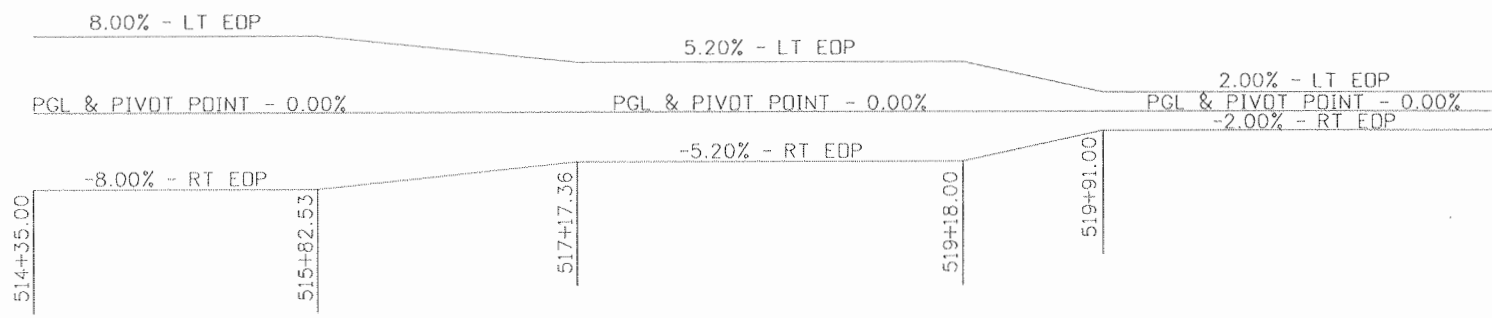 8.00% - LT EOP
5.20% - LT EOP
2.00% - LT EOP
PGL & PIVOT POINT - 0.00%
PGL & PIVOT POINT - 0.00%
PGL & PIVOT POINT - 0.00%
-2.00% - RT EOP
-5.20% - RT EOP
-8.00% - RT EOP
514+35.00
515+82.53
517+17.36
519+18.00
519+91.00